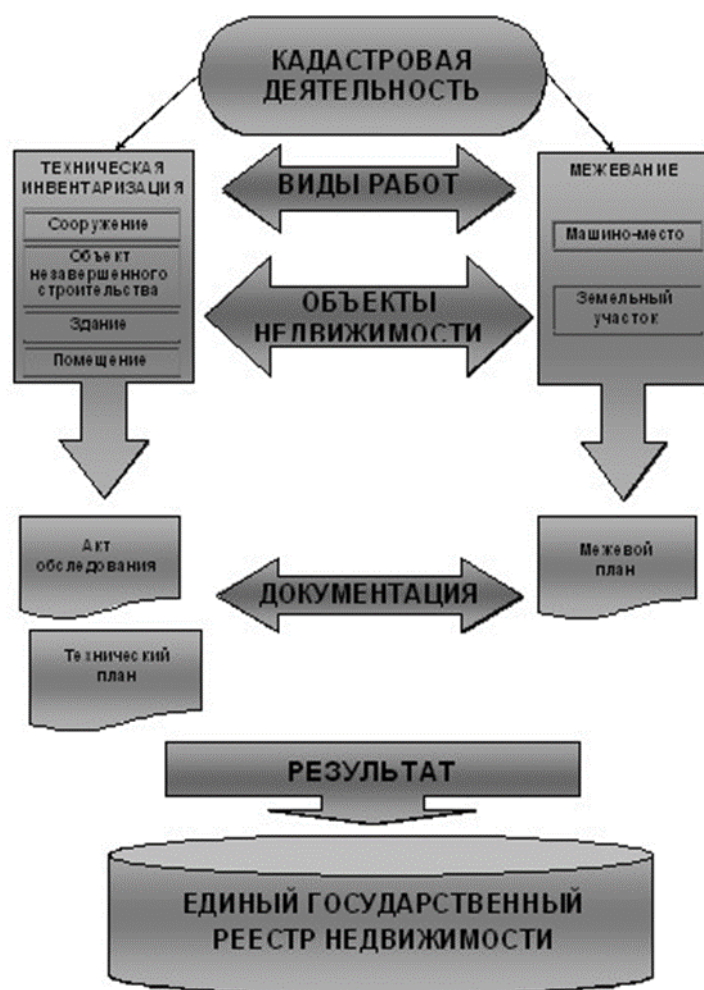 КАДАСТРОВАЯ
ДЕЯТЕЛЬНОСТЬ
ТЕХНИЧЕСКАЯ
ИНВЕНТАРИЗАЦИЯ
Сооружение
Объект
незавершенного
строительства
Здание
Помещение
ВИДЫ РАБОТ
ОБЪЕКТЫ
НЕДВИЖИМОСТИ
МЕЖЕВАНИЕ
Машино-место
Земельный
участок
Акт
обследования
Технический
план
ДОКУМЕНТАЦИЯ
Межевой
план
РЕЗУЛЬТАТ
ЕДИНЫЙ ГОСУДАРСТВЕННЫЙ
РЕЕСТР НЕДВИЖИМОСТИ